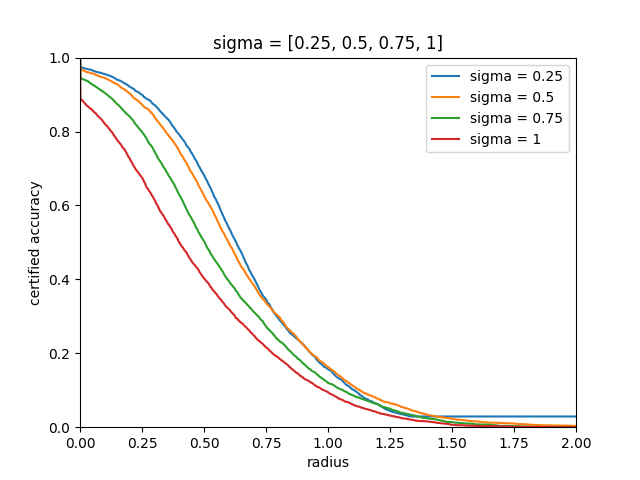 sigma = [0.25, 0.5, 0.75, 1]
1.0
0.8
0.6
0.4
0.2
0.0
certified accuracy
sigma = 0.25
sigma = 0.5
sigma = 0.75
sigma = 1
0.00 0.25 0.50 0.75 1.00 1.25 1.50 1.75 2.00
radius